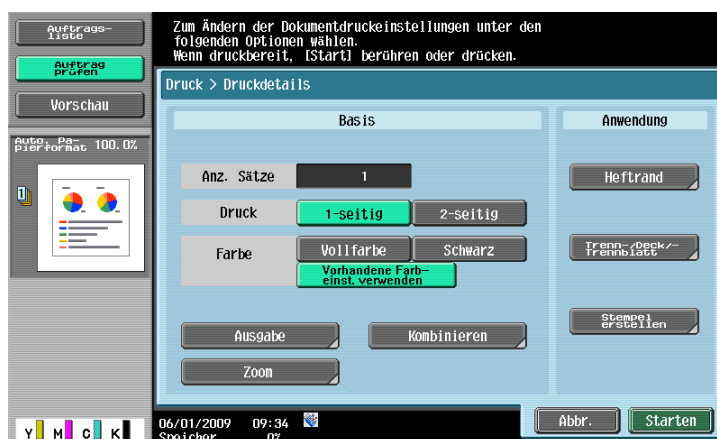 Auftrags-
liste
Auftrag
prüfen
Vorschau
Auto. Pa-
pierformat 100.0%
1
Y M C K
Zum Ändern der Dokumentdruckeinstellungen unter den
folgenden Optionen wählen.
Wenn druckbereit, [Start] berühren oder drücken.
Druck > Druckdetails
Basis
Anz. Sätze 1
Druck 1-seitig 2-seitig
Farbe Vollfarbe Schwarz
Vorhandene Farb-
einst. verwenden
Ausgabe Kombinieren
Zoom
Anwendung
Heftrand
Trenn-/Deck/-
Trennblatt
Stempel
erstellen
06/01/2009 09:34
Speicher 0%
Abbr. Starten